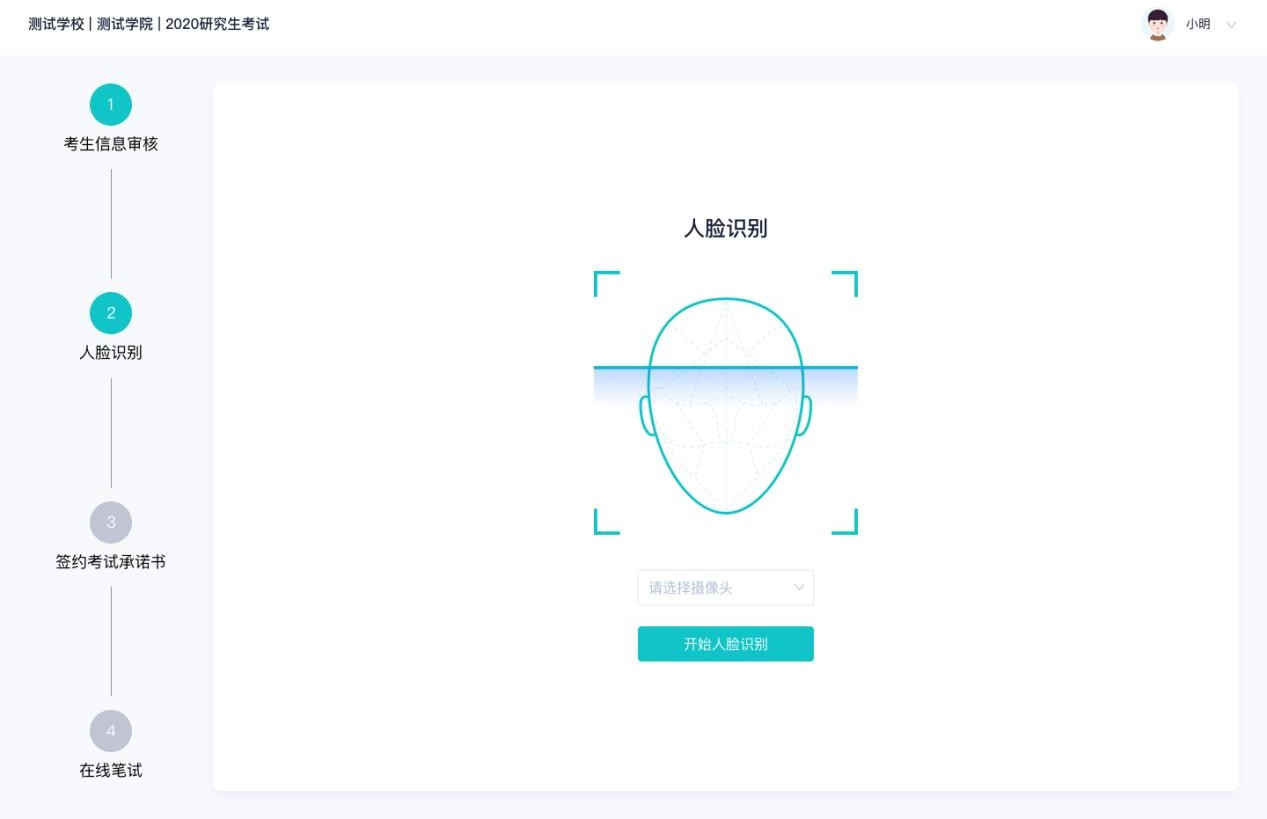 测试学校 | 测试学院 | 2020研究生考试
小明
1
考生信息审核
2
人脸识别
3
签约考试承诺书
4
在线笔试
人脸识别
请选择摄像头
开始人脸识别